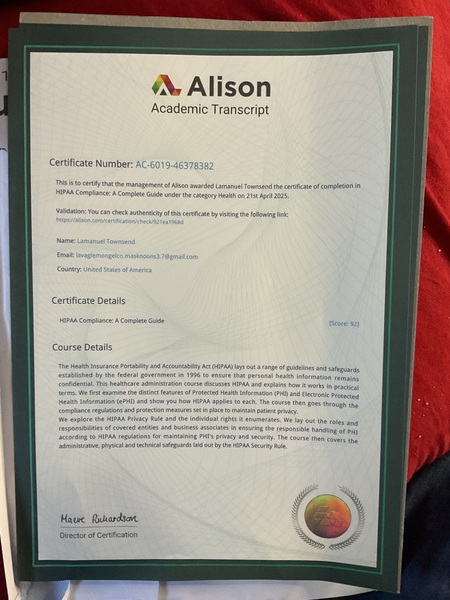 Alison
Academic Transcript
Certificate Number: AC-6019-46378382
This is to certify that the management of Alison awarded Lamanuel Townsend the certificate of completion in
HIPAA Compliance: A Complete Guide under the category Health on 21st April 2025.
Validation: You can check authenticity of this certificate by visiting the following link:
Name: Lamanuel Townsend
Country: United States of America
Certificate Details
HIPAA Compliance: A Complete Guide
[Score: 92]
Course Details
The Health Insurance Portability and Accountability Act (HIPAA) lays out a range of guidelines and safeguards
established by the federal government in 1996 to ensure that personal health information remains
confidential. This healthcare administration course discusses HIPAA and explains how it works in practical
terms. We first examine the distinct features of Protected Health Information (PHI) and Electronic Protected
Health Information (ePHI) and show you how HIPAA applies to each. The course then goes through the
compliance regulations and protection measures set in place to maintain patient privacy.
We explore the HIPAA Privacy Rule and the individual rights it enumerates. We lay out the roles and
responsibilities of covered entities and business associates in ensuring the responsible handling of PHI
according to HIPAA regulations for maintaining PHI's privacy and security. The course then covers the
administrative, physical and technical safeguards laid out by the HIPAA Security Rule.
Maeve Richardson
Director of Certification